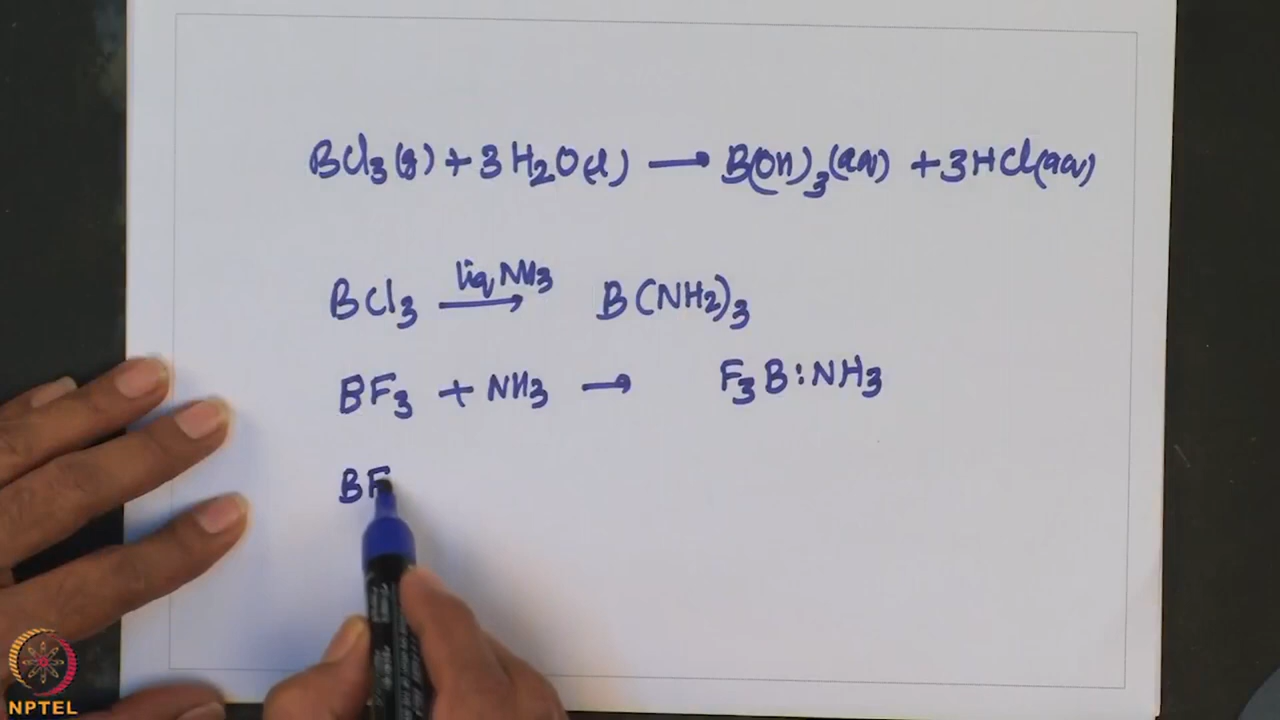 BCl₃(g) + 3H₂O(l) ⟶ B(OH)₃(aq) + 3HCl(aq)
BCl₃ ⟶ liq NH₃ B(NH₂)₃
BF₃ + NH₃ ⟶ F₃B:NH₃
BF
NPTEL